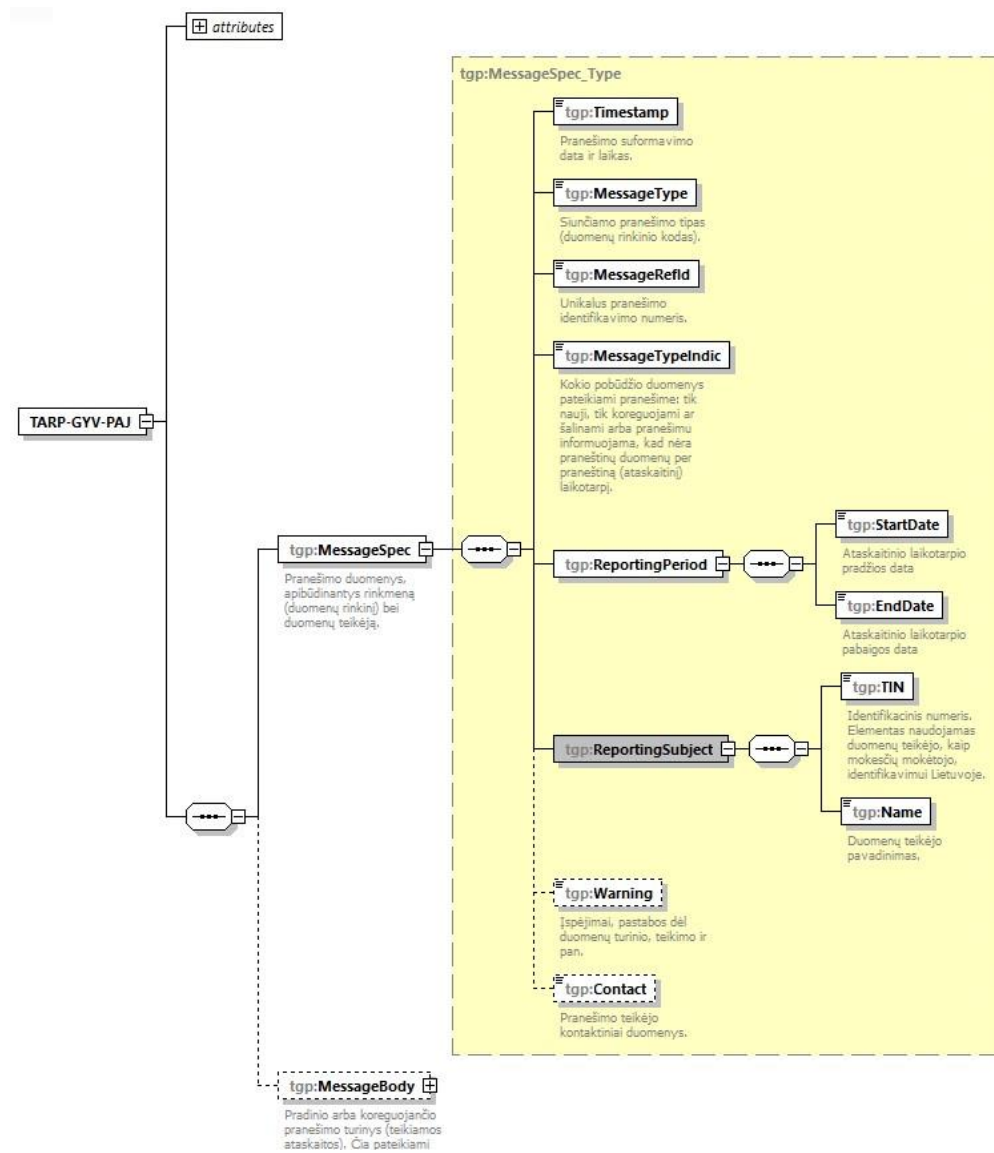 attributes
tgp:MessageSpec_Type
tgp:Timestamp
Pranešimo suformavimo
data ir laikas.
tgp:MessageType
Siunčiamo pranešimo tipas
(duomenų rinkinio kodas).
tgp:MessageRefId
Unikalus pranešimo
identifikavimo numeris.
tgp:MessageTypeIndic
Kokio pobūdžio duomenys
pateikiami pranešime: tik
nauji, tik koreguojami ar
šalinami arba pranešimu
informuojama, kad nėra
praneštinų duomenų per
praneštiną (ataskaitinį)
laikotarpį.
TARP-GYV-PAJ
tgp:MessageSpec
Pranešimo duomenys,
apibūdinantys rinkmeną
(duomenų rinkinį) bei
duomenų teikėją.
tgp:ReportingPeriod
tgp:StartDate
Ataskaitinio laikotarpio
pradžios data
tgp:EndDate
Ataskaitinio laikotarpio
pabaigos data
tgp:ReportingSubject
tgp:TIN
Identifikacinis numeris.
Elementas naudojamas
duomenų teikėjo, kaip
mokesčių mokėtojo,
identifikavimui Lietuvoje.
tgp:Name
Duomenų teikėjo
pavadinimas.
tgp:Warning
Įspėjimai, pastabos dėl
duomenų turinio, teikimo ir
pan.
tgp:Contact
Pranešimo teikėjo
kontaktiniai duomenys.
tgp:MessageBody
Pradinio arba koreguojančio
pranešimo turinys (teikiamos
ataskaitos). Čia pateikiami